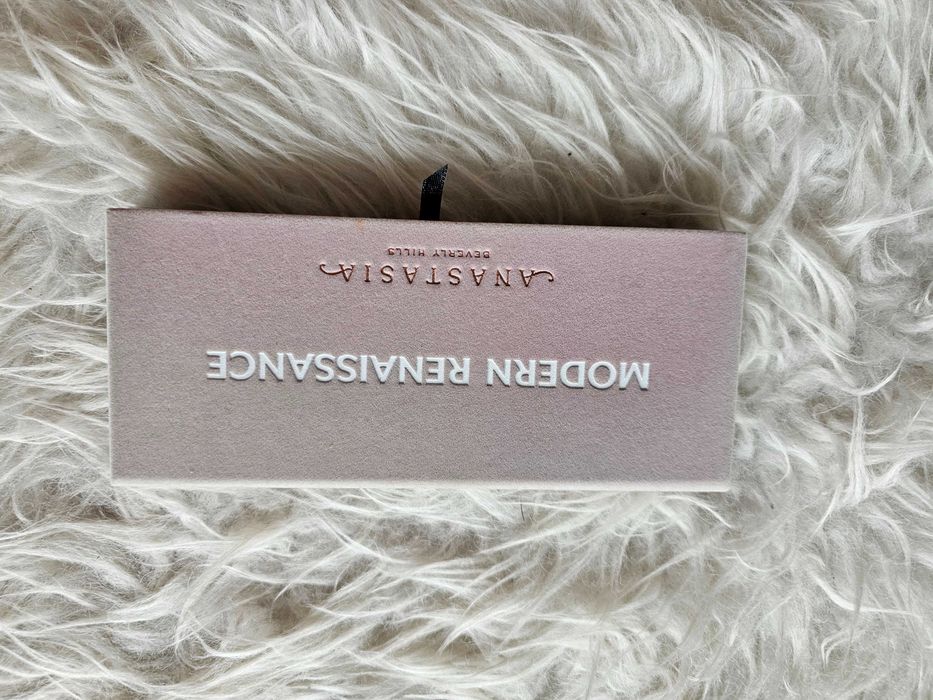 MODERN RENAISSANCE
ANASTASIA
BEVERLY HILLS